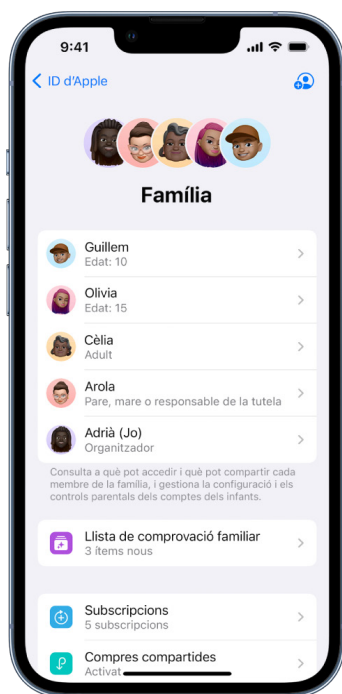 9:41
ID d'Apple
Família
Guillem
Edat: 10
Olivia
Edat: 15
Cèlia
Adult
Arola
Pare, mare o responsable de la tutela
Adrià (Jo)
Organitzador
Consulta a què pot accedir i què pot compartir cada
membre de la família, i gestiona la configuració i els
controls parentals dels comptes dels infants.
Llista de comprovació familiar
3 ítems nous
Subscripcions
5 subscripcions
Compres compartides
Activat